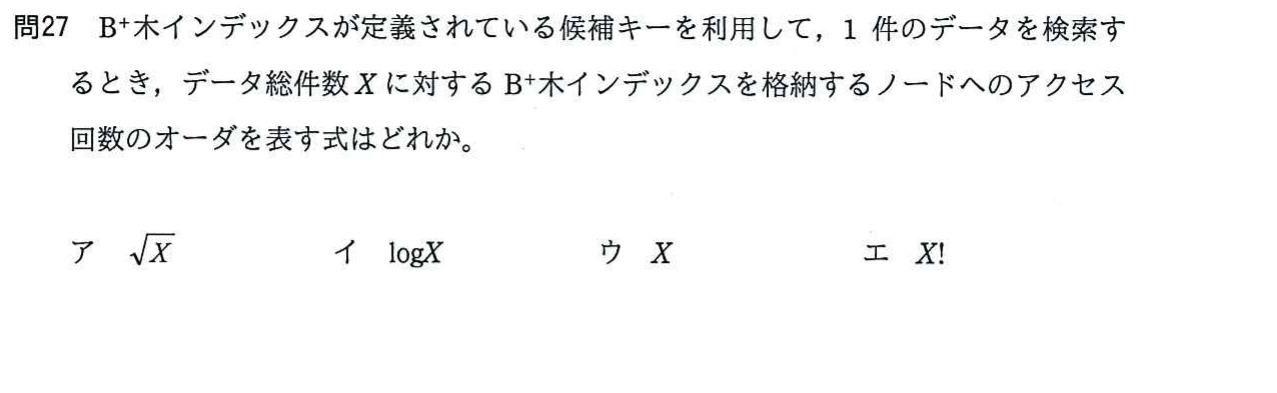 問27　B⁺木インデックスが定義されている候補キーを利用して，1 件のデータを検索す
るとき，データ総件数 X に対する B⁺木インデックスを格納するノードへのアクセス
回数のオーダを表す式はどれか。
ア　√X　イ　logX　ウ　X　エ　X!